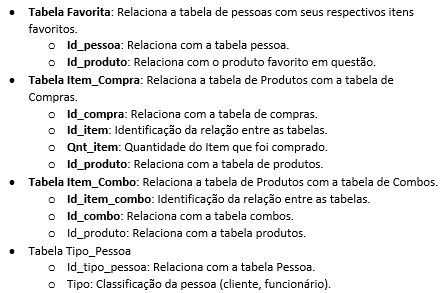 • Tabela Favorita: Relaciona a tabela de pessoas com seus respectivos itens
favoritos.
o Id_pessoa: Relaciona com a tabela pessoa.
o Id_produto: Relaciona com o produto favorito em questão.
• Tabela Item_Compra: Relaciona a tabela de Produtos com a tabela de
Compras.
o Id_compra: Relaciona com a tabela de compras.
o Id_item: Identificação da relação entre as tabelas.
o Qnt_item: Quantidade do Item que foi comprado.
o Id_produto: Relaciona com a tabela de produtos.
• Tabela Item_Combo: Relaciona a tabela de Produtos com a tabela de Combos.
o Id_item_combo: Identificação da relação entre as tabelas.
o Id_combo: Relaciona com a tabela combos.
o Id_produto: Relaciona com a tabela produtos.
• Tabela Tipo_Pessoa
o Id_tipo_pessoa: Relaciona com a tabela Pessoa.
o Tipo: Classificação da pessoa (cliente, funcionário).